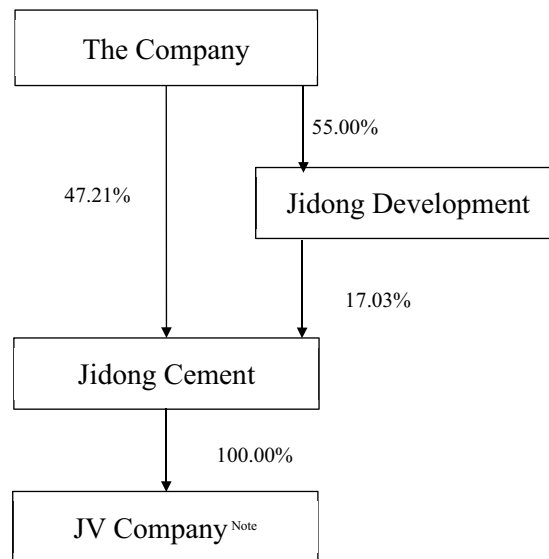 The Company
55.00%
47.21%
Jidong Development
17.03%
Jidong Cement
100.00%
JV Company Note